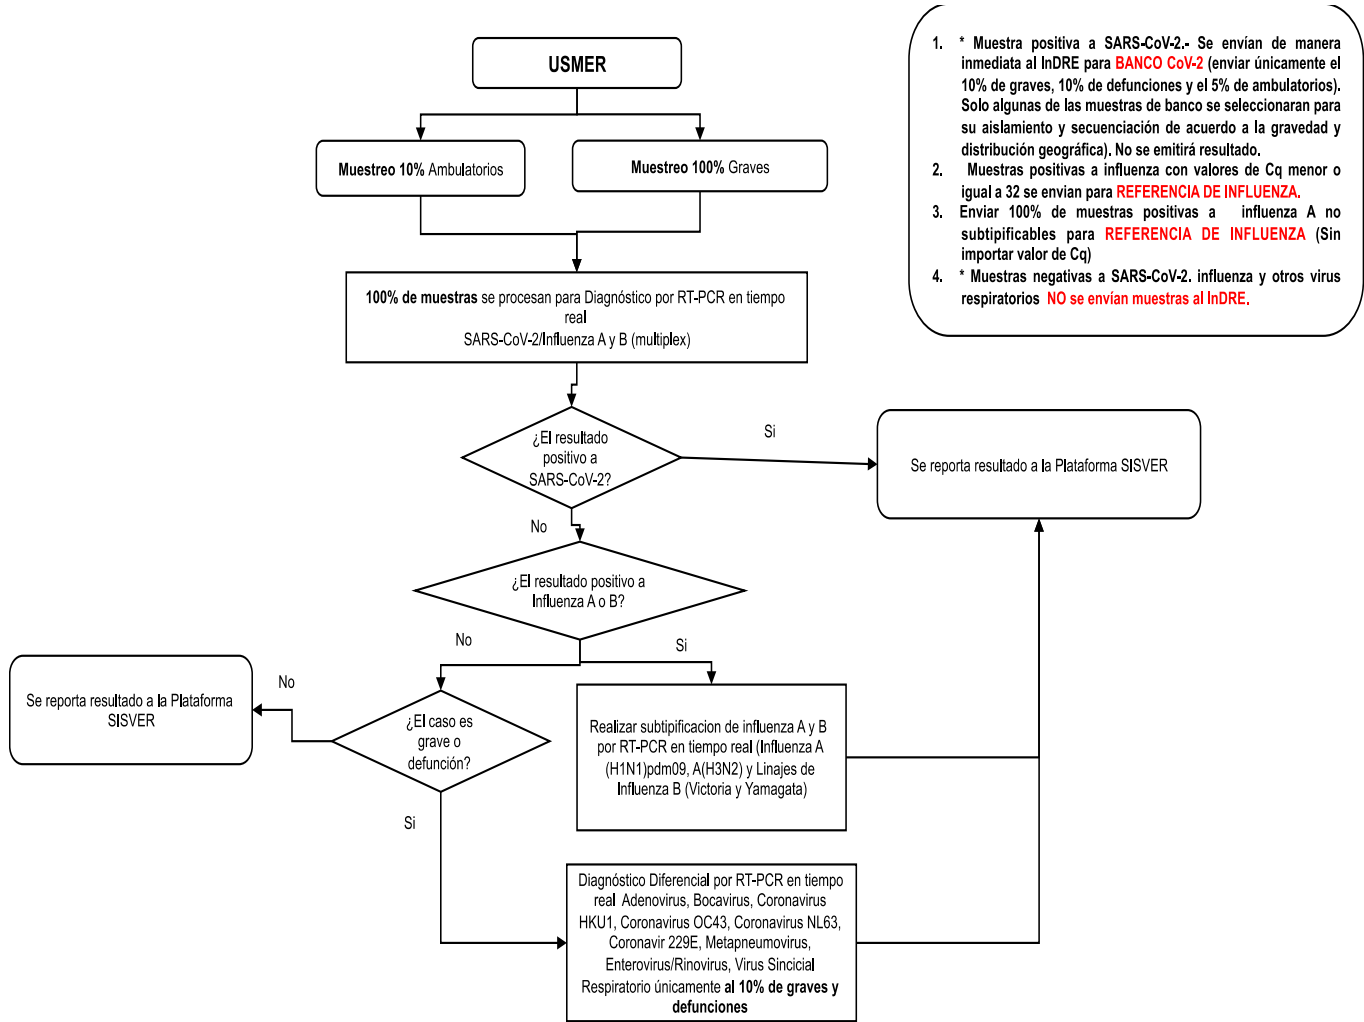 USMER
Muestreo 10% Ambulatorios
Muestreo 100% Graves
100% de muestras se procesan para Diagnóstico por RT-PCR en tiempo
real
SARS-CoV-2/Influenza A y B (multiplex)
1. * Muestra positiva a SARS-CoV-2.- Se envían de manera
inmediata al InDRE para BANCO CoV-2 (enviar únicamente el
10% de graves, 10% de defunciones y el 5% de ambulatorios).
Solo algunas de las muestras de banco se seleccionaran para
su aislamiento y secuenciación de acuerdo a la gravedad y
distribución geográfica). No se emitirá resultado.
2. Muestras positivas a influenza con valores de Cq menor o
igual a 32 se envian para REFERENCIA DE INFLUENZA.
3. Enviar 100% de muestras positivas a influenza A no
subtipificables para REFERENCIA DE INFLUENZA (Sin
importar valor de Cq)
4. * Muestras negativas a SARS-CoV-2. influenza y otros virus
respiratorios NO se envían muestras al InDRE.
¿El resultado
positivo a
SARS-CoV-2?
Si
Se reporta resultado a la Plataforma SISVER
No
¿El resultado positivo a
Influenza A o B?
No
Si
Se reporta resultado a la Plataforma
SISVER
No
¿El caso es
grave o
defunción?
Realizar subtipificacion de influenza A y B
por RT-PCR en tiempo real (Influenza A
(H1N1)pdm09, A(H3N2) y Linajes de
Influenza B (Victoria y Yamagata)
Si
Diagnóstico Diferencial por RT-PCR en tiempo
real Adenovirus, Bocavirus, Coronavirus
HKU1, Coronavirus OC43, Coronavirus NL63,
Coronavir 229E, Metapneumovirus,
Enterovirus/Rinovirus, Virus Sincicial
Respiratorio únicamente al 10% de graves y
defunciones